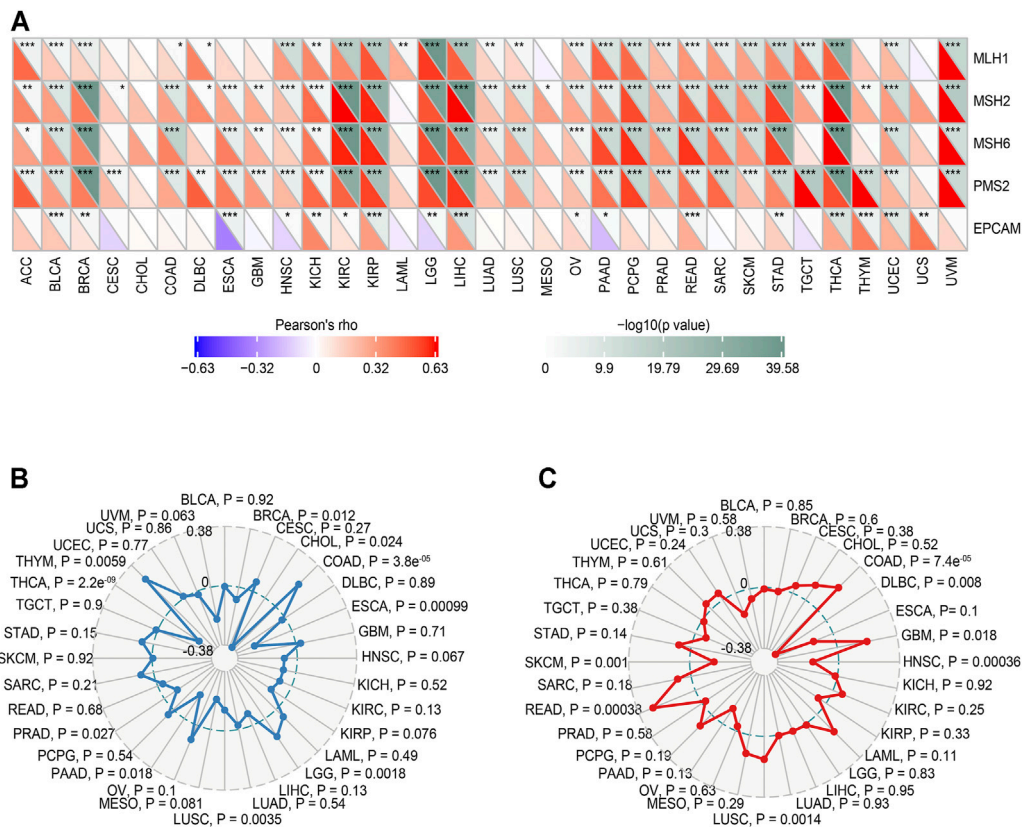 A
*** *** *** * * *** ** *** *** ** *** *** ** ** ** *** *** *** *** *** *** *** *** *** ***
MLH1
** *** *** * *** * *** ** *** *** *** *** *** *** *** *** * *** *** *** *** *** *** *** *** ** *** ***
MSH2
* *** *** *** *** ** *** ** *** *** *** *** *** *** *** *** *** *** *** *** *** *** *** ***
MSH6
*** *** *** *** *** ** *** ** *** *** *** *** *** *** *** *** *** *** *** *** *** *** *** *** *** *** *** ***
PMS2
*** ** *** * ** * *** ** *** * * *** ** *** *** *** **
EPCAM
ACC BLCA BRCA CESC CHOL COAD DLBC ESCA GBM HNSC KICH KIRC KIRP LAML LGG LIHC LUAD LUSC MESO OV PAAD PCPG PRAD READ SARC SKCM STAD TGCT THCA THYM UCEC UCS UVM
Pearson's rho
−0.63 −0.32 0 0.32 0.63
−log10(p value)
0 9.9 19.79 29.69 39.58
B
BLCA, P = 0.92
BRCA, P = 0.012
CESC, P = 0.27
CHOL, P = 0.024
COAD, P = 3.8e⁻⁰⁵
DLBC, P = 0.89
ESCA, P = 0.00099
GBM, P = 0.71
HNSC, P = 0.067
KICH, P = 0.52
KIRC, P = 0.13
KIRP, P = 0.076
LAML, P = 0.49
LGG, P = 0.0018
LIHC, P = 0.13
LUAD, P = 0.54
LUSC, P = 0.0035
MESO, P = 0.081
OV, P = 0.1
PAAD, P = 0.018
PCPG, P = 0.54
PRAD, P = 0.027
READ, P = 0.68
SARC, P = 0.21
SKCM, P = 0.92
STAD, P = 0.15
TGCT, P = 0.9
THCA, P = 2.2e⁻⁰⁹
THYM, P = 0.0059
UCEC, P = 0.77
UCS, P = 0.86
UVM, P = 0.063
0.38
0
-0.38
C
BLCA, P = 0.85
BRCA, P = 0.6
CESC, P = 0.38
CHOL, P = 0.52
COAD, P = 7.4e⁻⁰⁵
DLBC, P = 0.008
ESCA, P = 0.1
GBM, P = 0.018
HNSC, P = 0.00036
KICH, P = 0.92
KIRC, P = 0.25
KIRP, P = 0.33
LAML, P = 0.11
LGG, P = 0.83
LIHC, P = 0.95
LUAD, P = 0.93
LUSC, P = 0.0014
MESO, P = 0.29
OV, P = 0.63
PAAD, P = 0.13
PCPG, P = 0.19
PRAD, P = 0.58
READ, P = 0.00038
SARC, P = 0.18
SKCM, P = 0.001
STAD, P = 0.14
TGCT, P = 0.38
THCA, P = 0.79
THYM, P = 0.61
UCEC, P = 0.24
UCS, P = 0.3
UVM, P = 0.58
0.38
0
-0.38